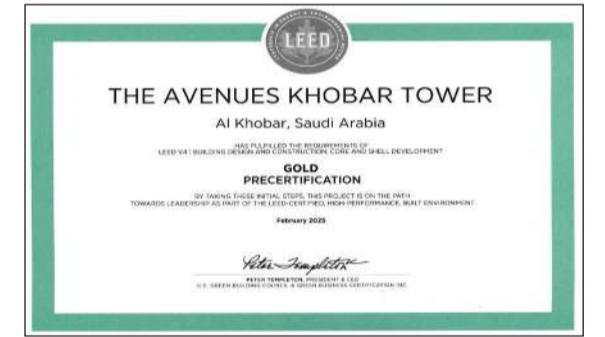 LEED
THE AVENUES KHOBAR TOWER
Al Khobar, Saudi Arabia
HAS FULFILLED THE REQUIREMENTS OF
LEED V4 : BUILDING DESIGN AND CONSTRUCTION: CORE AND SHELL DEVELOPMENT
GOLD
PRECERTIFICATION
BY TAKING THESE INITIAL STEPS, THIS PROJECT IS ON THE PATH
TOWARDS LEADERSHIP AS PART OF THE LEED-CERTIFIED, HIGH-PERFORMANCE, BUILT ENVIRONMENT
February 2025
Peter Templeton
PETER TEMPLETON, PRESIDENT & CEO
U.S. GREEN BUILDING COUNCIL & GREEN BUSINESS CERTIFICATION INC.